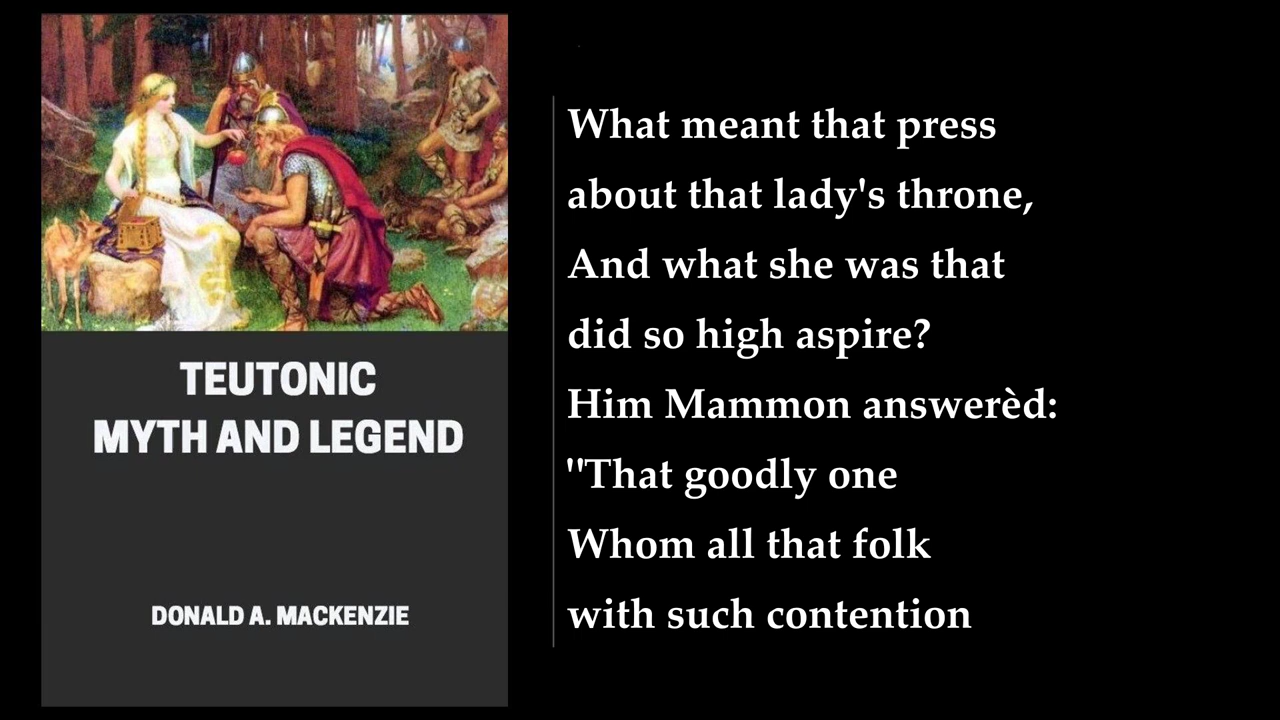 TEUTONIC
MYTH AND LEGEND
DONALD A. MACKENZIE
What meant that press
about that lady's throne,
And what she was that
did so high aspire?
Him Mammon answerèd:
"That goodly one
Whom all that folk
with such contention